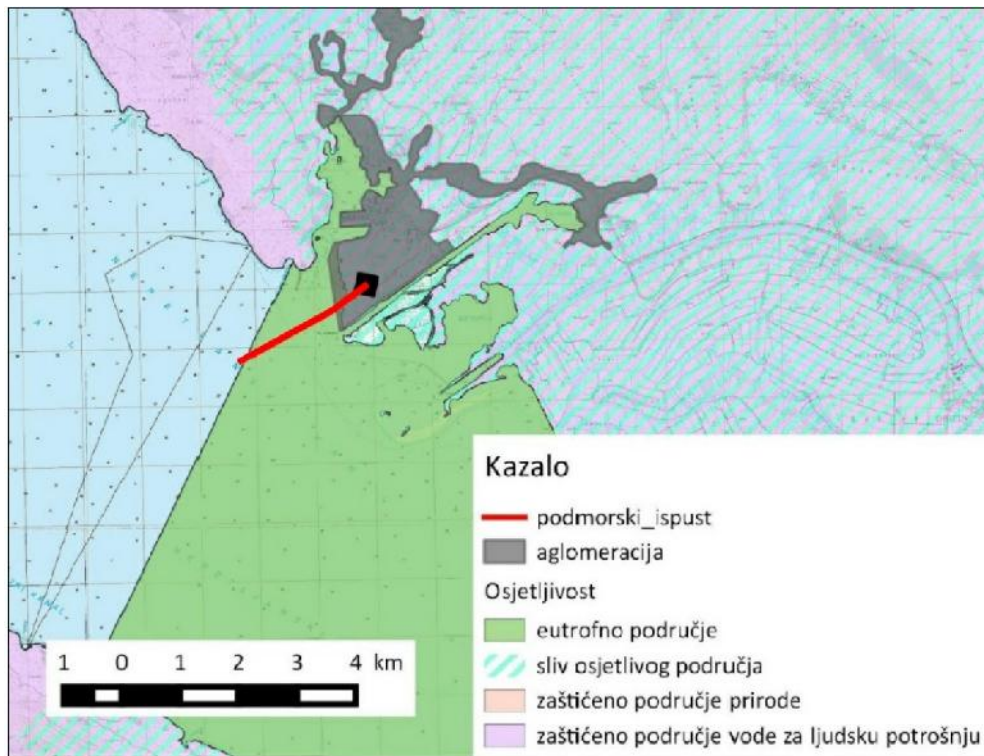 Kazalo
podmorski_ispust
aglomeracija
Osjetljivost
eutrofno područje
sliv osjetlivog područja
zaštićeno područje prirode
zaštićeno područje vode za ljudsku potrošnju
1 0 1 2 3 4 km